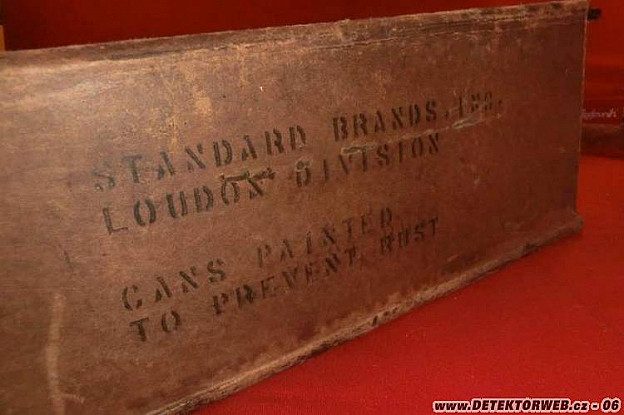 STANDARD BRANDS, INC.
LOUDON DIVISION
CANS PAINTED
TO PREVENT RUST
www.DETEKTORWEB.cz - 06